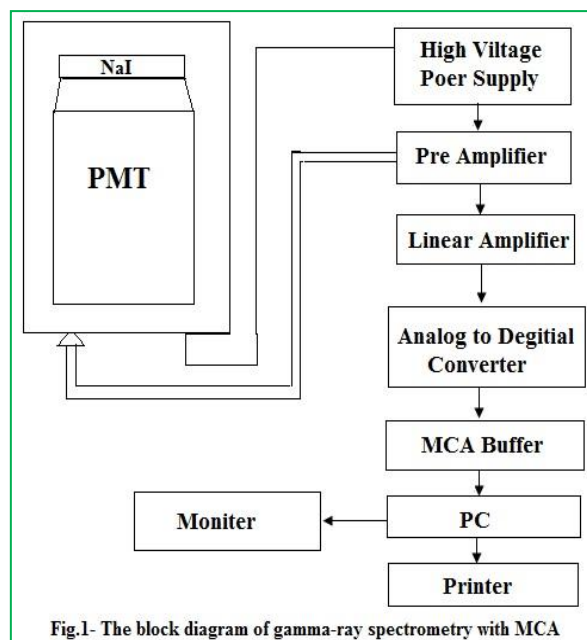 NaI
PMT
High Viltage
Poer Supply
Pre Amplifier
Linear Amplifier
Analog to Degitial
Converter
MCA Buffer
Moniter
PC
Printer
Fig.1- The block diagram of gamma-ray spectrometry with MCA